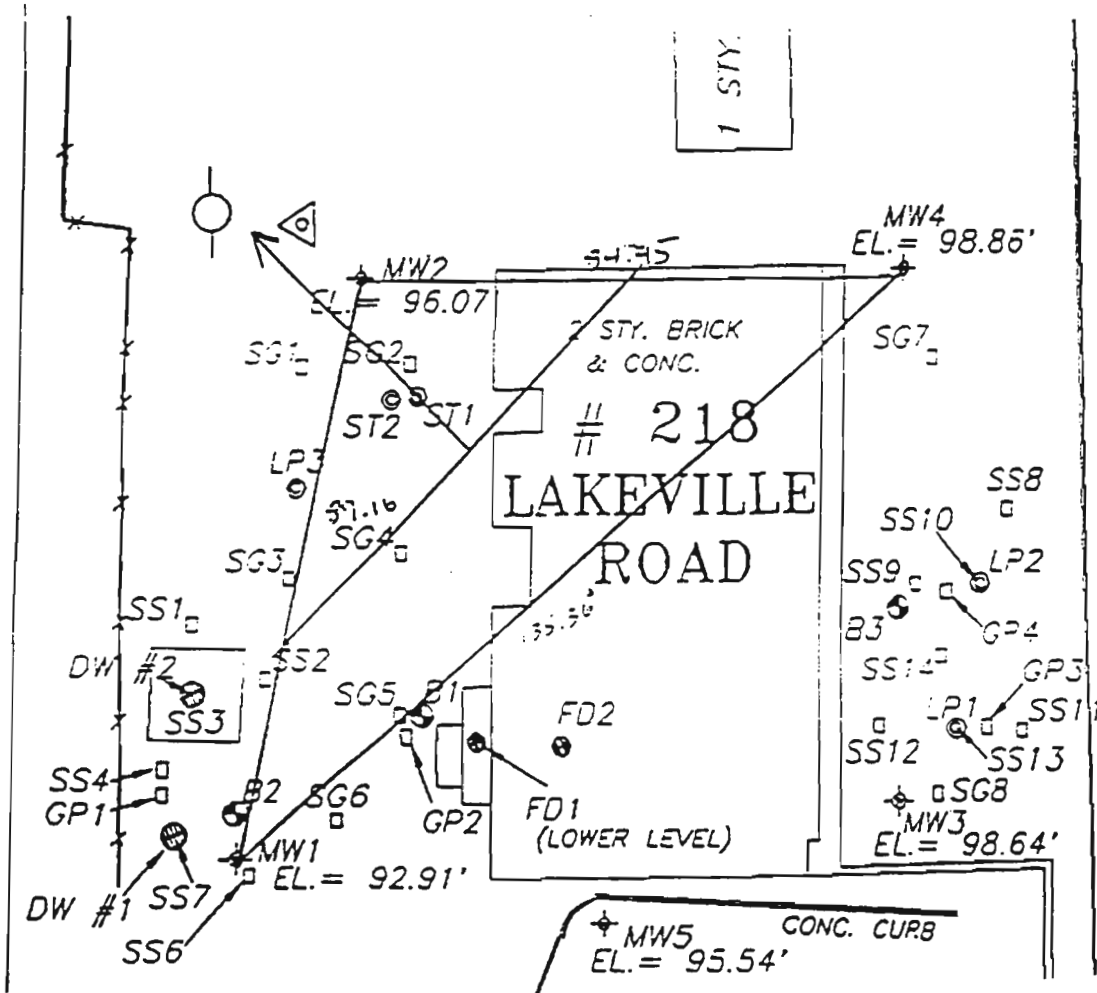 1 STY.
MW4
EL.= 98.86'
MW2
EL.= 96.07
2 STY. BRICK
& CONC.
SG1
SG2
SG7
ST2
ST1
# 218
LAKEVILLE
ROAD
LP3
SS8
SS10
SG4
SG3
LP2
SS9
SS1
B3
GP4
DW #2
SS2
SS14
GP3
SS3
SG5
FD2
LP1
SS11
SS12
SS13
SS4
GP1
SG6
GP2
FD1
(LOWER LEVEL)
SG8
MW3
EL.= 98.64'
MW1
EL.= 92.91'
DW #1
SS7
SS6
MW5
EL.= 95.54'
CONC. CURB